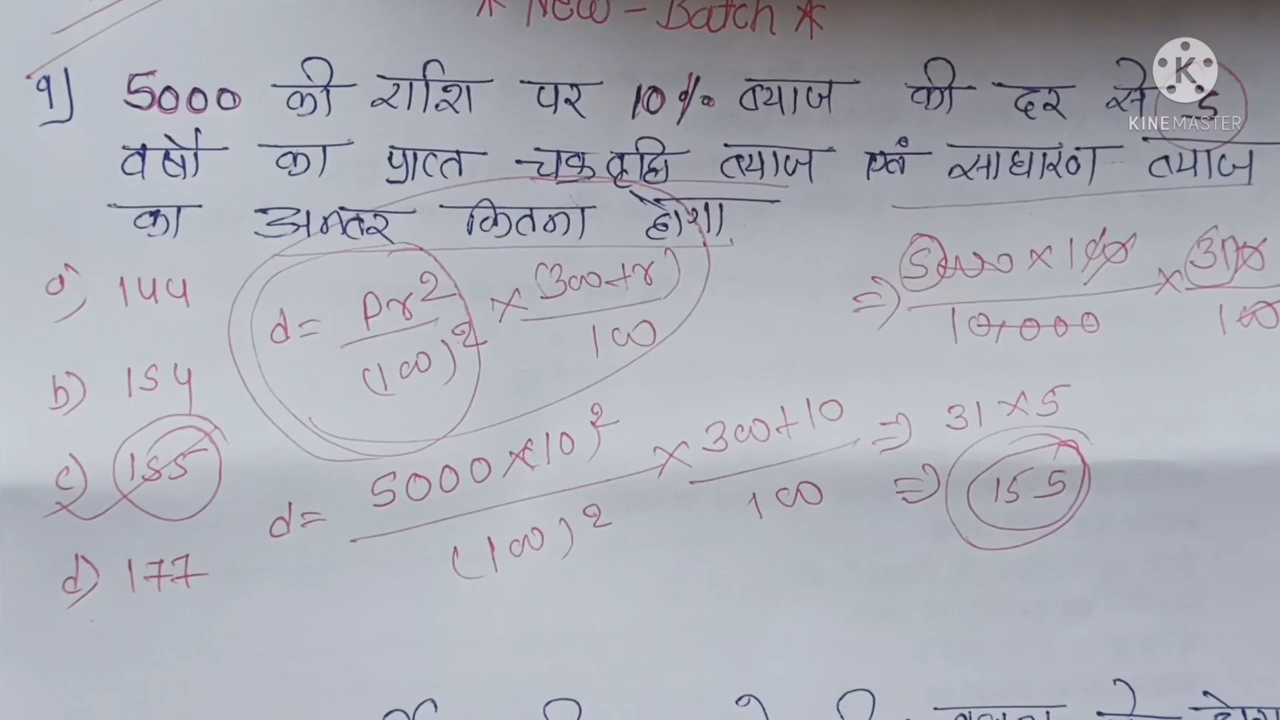 * New - Batch *
K
KINEMASTER
9) 5000 की राशि पर 10% ब्याज की दर से 5
वर्षो का प्राप्त चक्रवृद्धि ब्याज एवं साधारण ब्याज
का अन्तर कितना होगा
a) 144
b) 154
c) 155
d) 177
d = Pr²/(100)² × (300+r)/100
d = 5000×10²/(100)² × 300+10/100
=> 5000 × 100/10,000 × 310/100
=> 31 × 5
=> 155